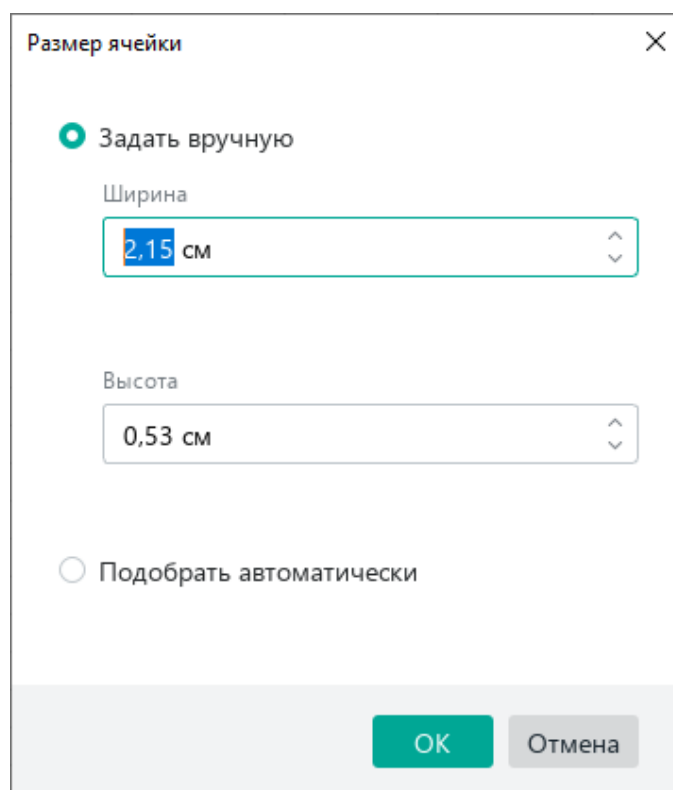 Размер ячейки
Задать вручную
Ширина
2,15 см
Высота
0,53 см
Подобрать автоматически
ОК Отмена